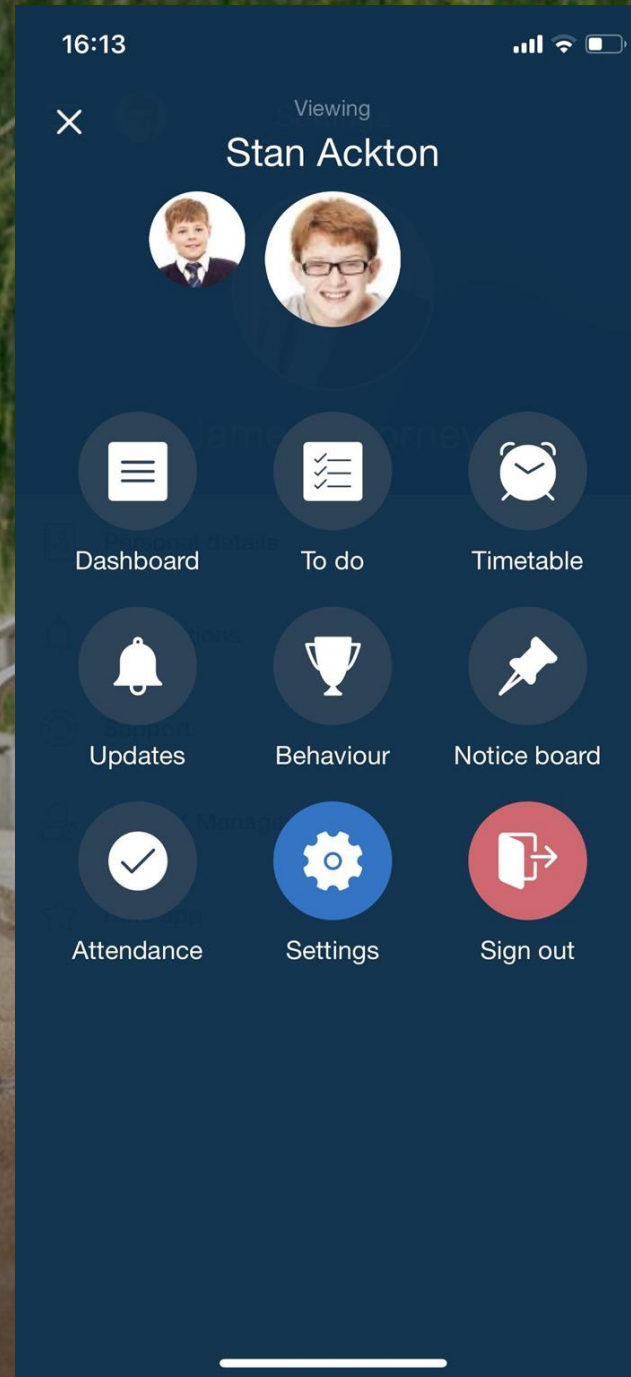 16:13
Viewing
Stan Ackton
Dashboard
To do
Timetable
Updates
Behaviour
Notice board
Attendance
Settings
Sign out